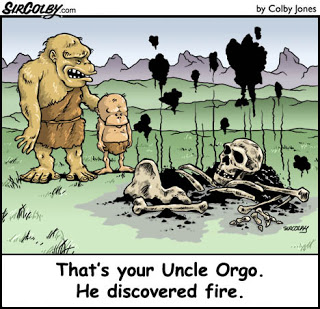 SIRCOLBY.com
by Colby Jones
SIRCOLBY
That's your Uncle Orgo.
He discovered fire.